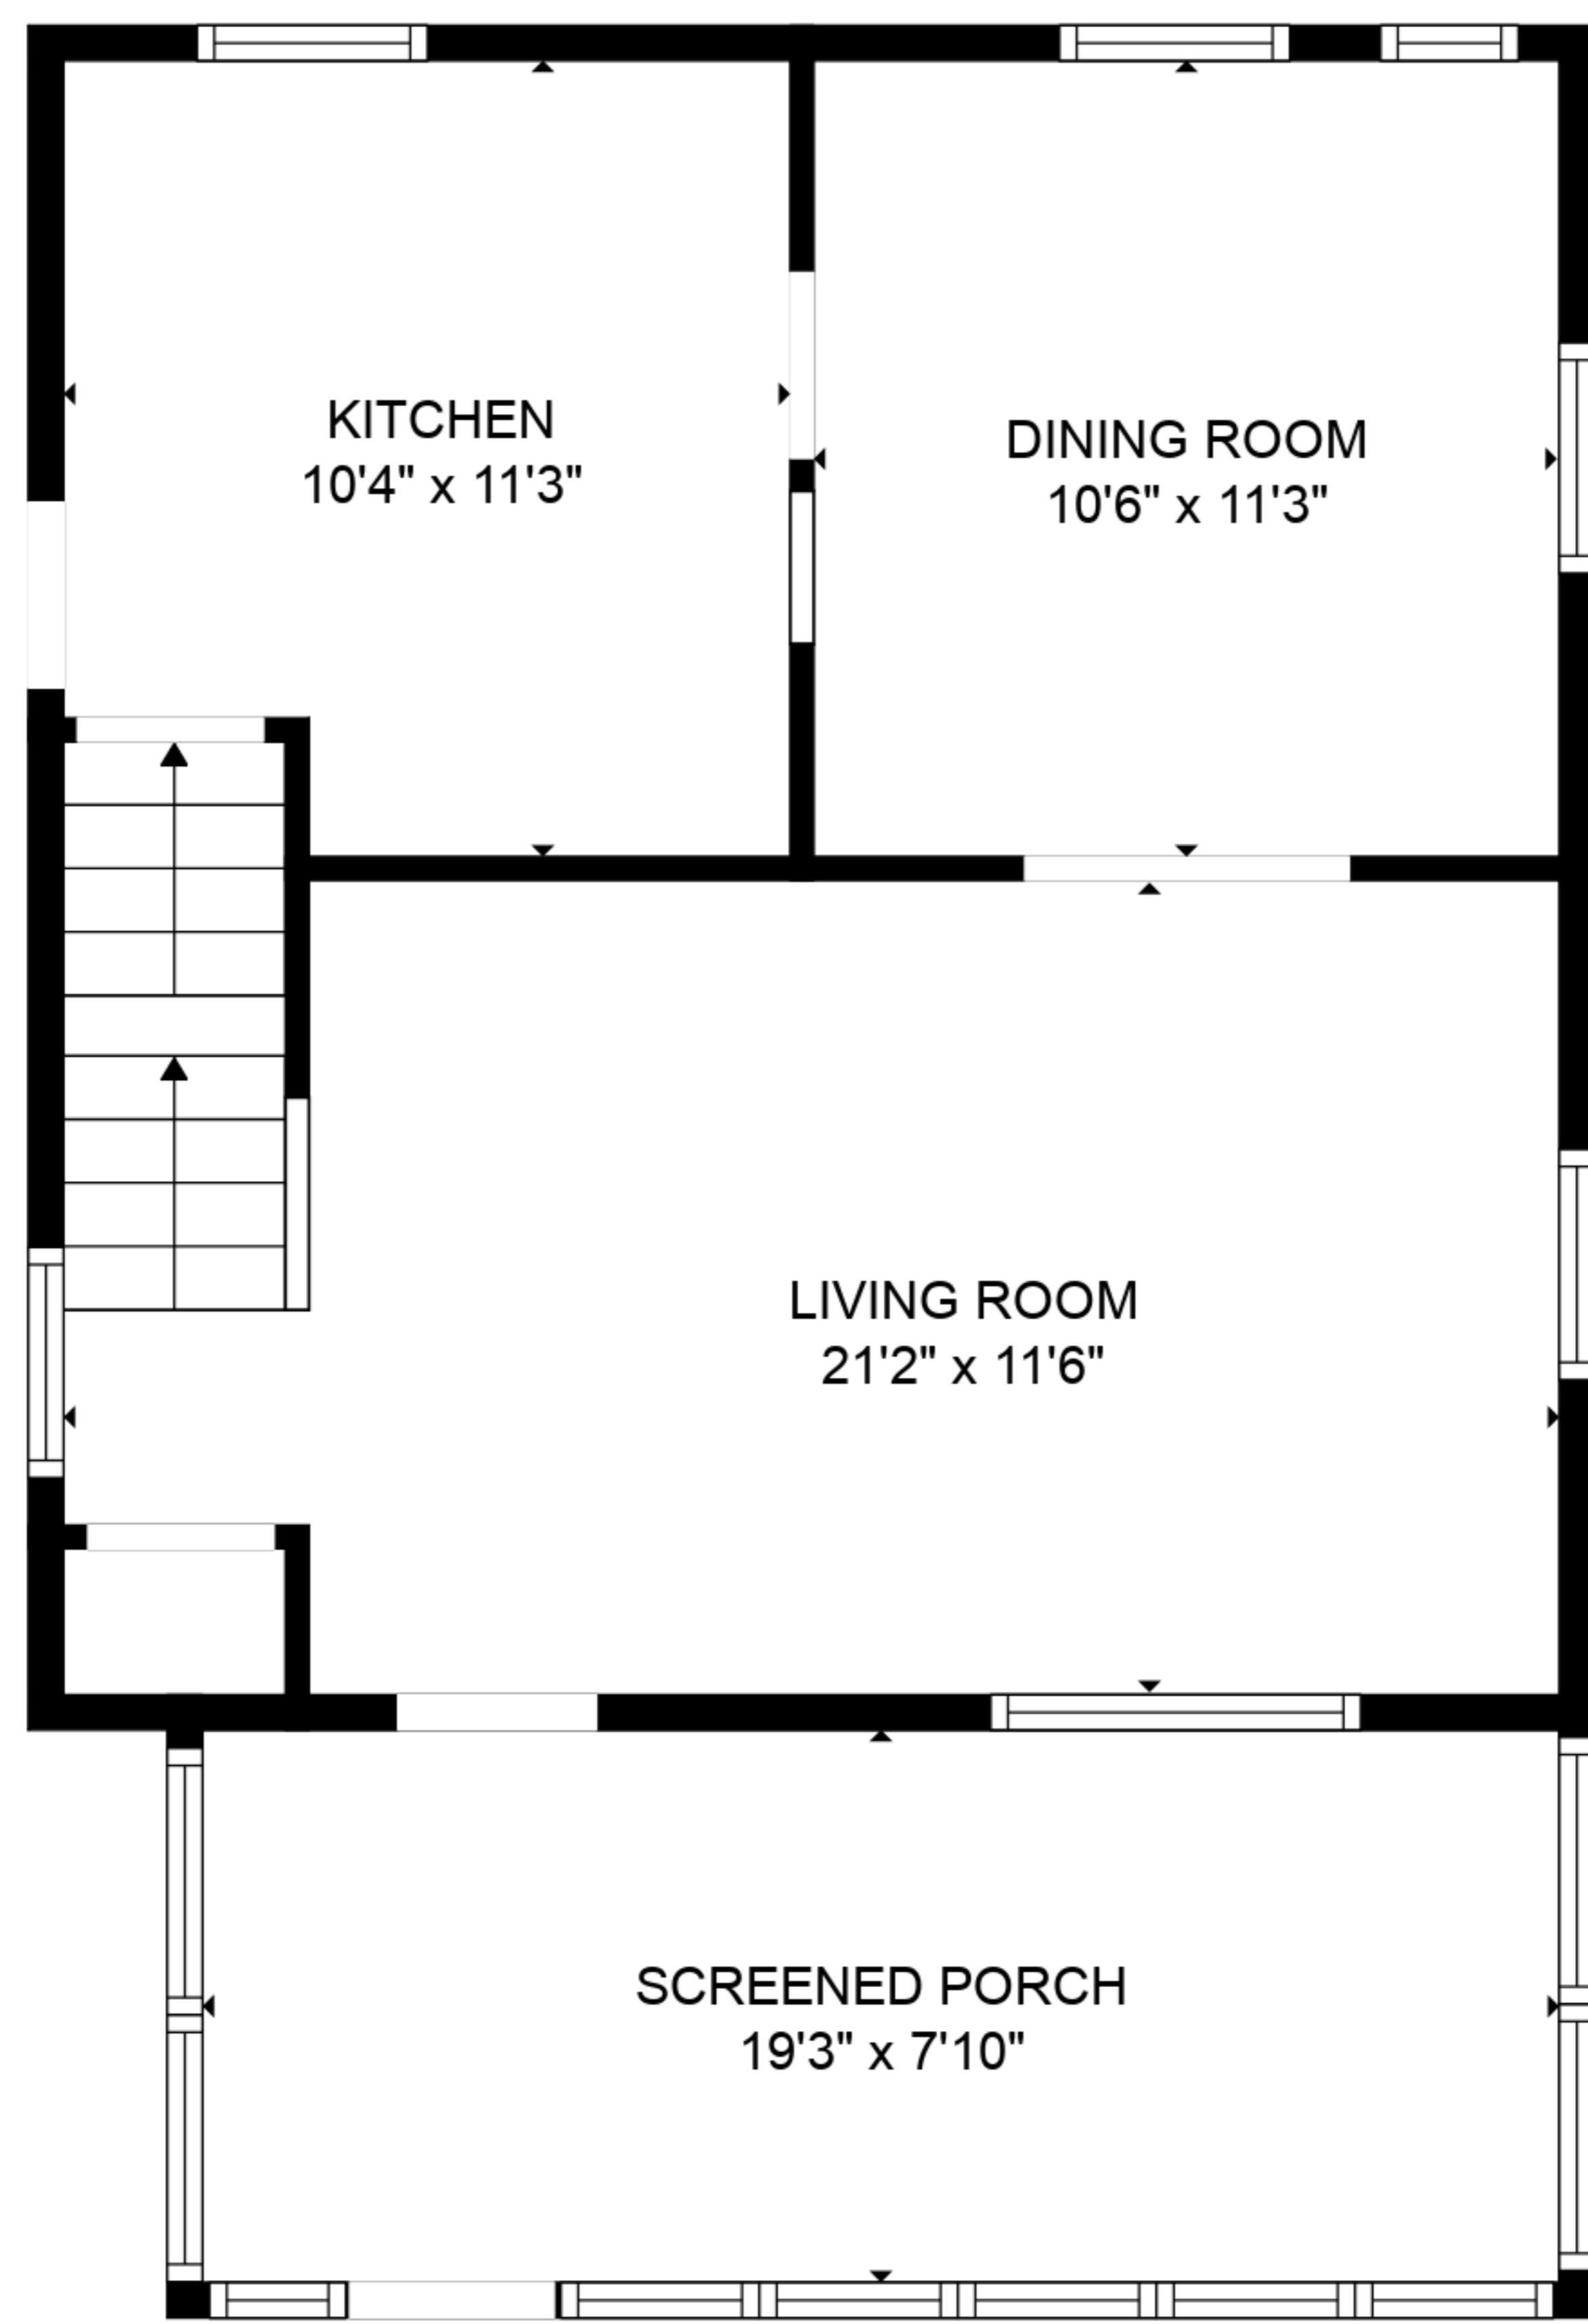 KITCHEN
10'4" x 11'3"
DINING ROOM
10'6" x 11'3"
LIVING ROOM
21'2" x 11'6"
SCREENED PORCH
19'3" x 7'10"